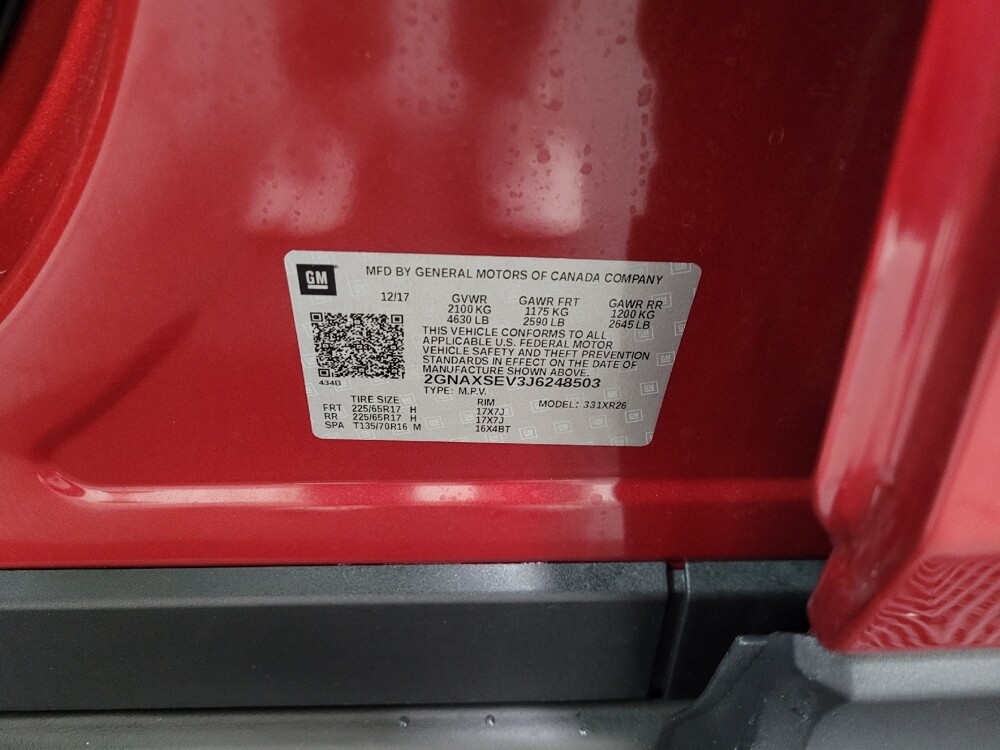 GM MFD BY GENERAL MOTORS OF CANADA COMPANY
12/17 GVWR GAWR FRT GAWR RR
2100 KG 1175 KG 1200 KG
4630 LB 2590 LB 2645 LB
THIS VEHICLE CONFORMS TO ALL
APPLICABLE U.S. FEDERAL MOTOR
VEHICLE SAFETY AND THEFT PREVENTION
STANDARDS IN EFFECT ON THE DATE OF
MANUFACTURE SHOWN ABOVE.
2GNAXSEV3J6248503
TYPE: M.P.V. MODEL: 331XR26
TIRE SIZE RIM
FRT 225/65R17 H 17X7J
RR 225/65R17 H 17X7J
SPA T135/70R16 M 16X4BT